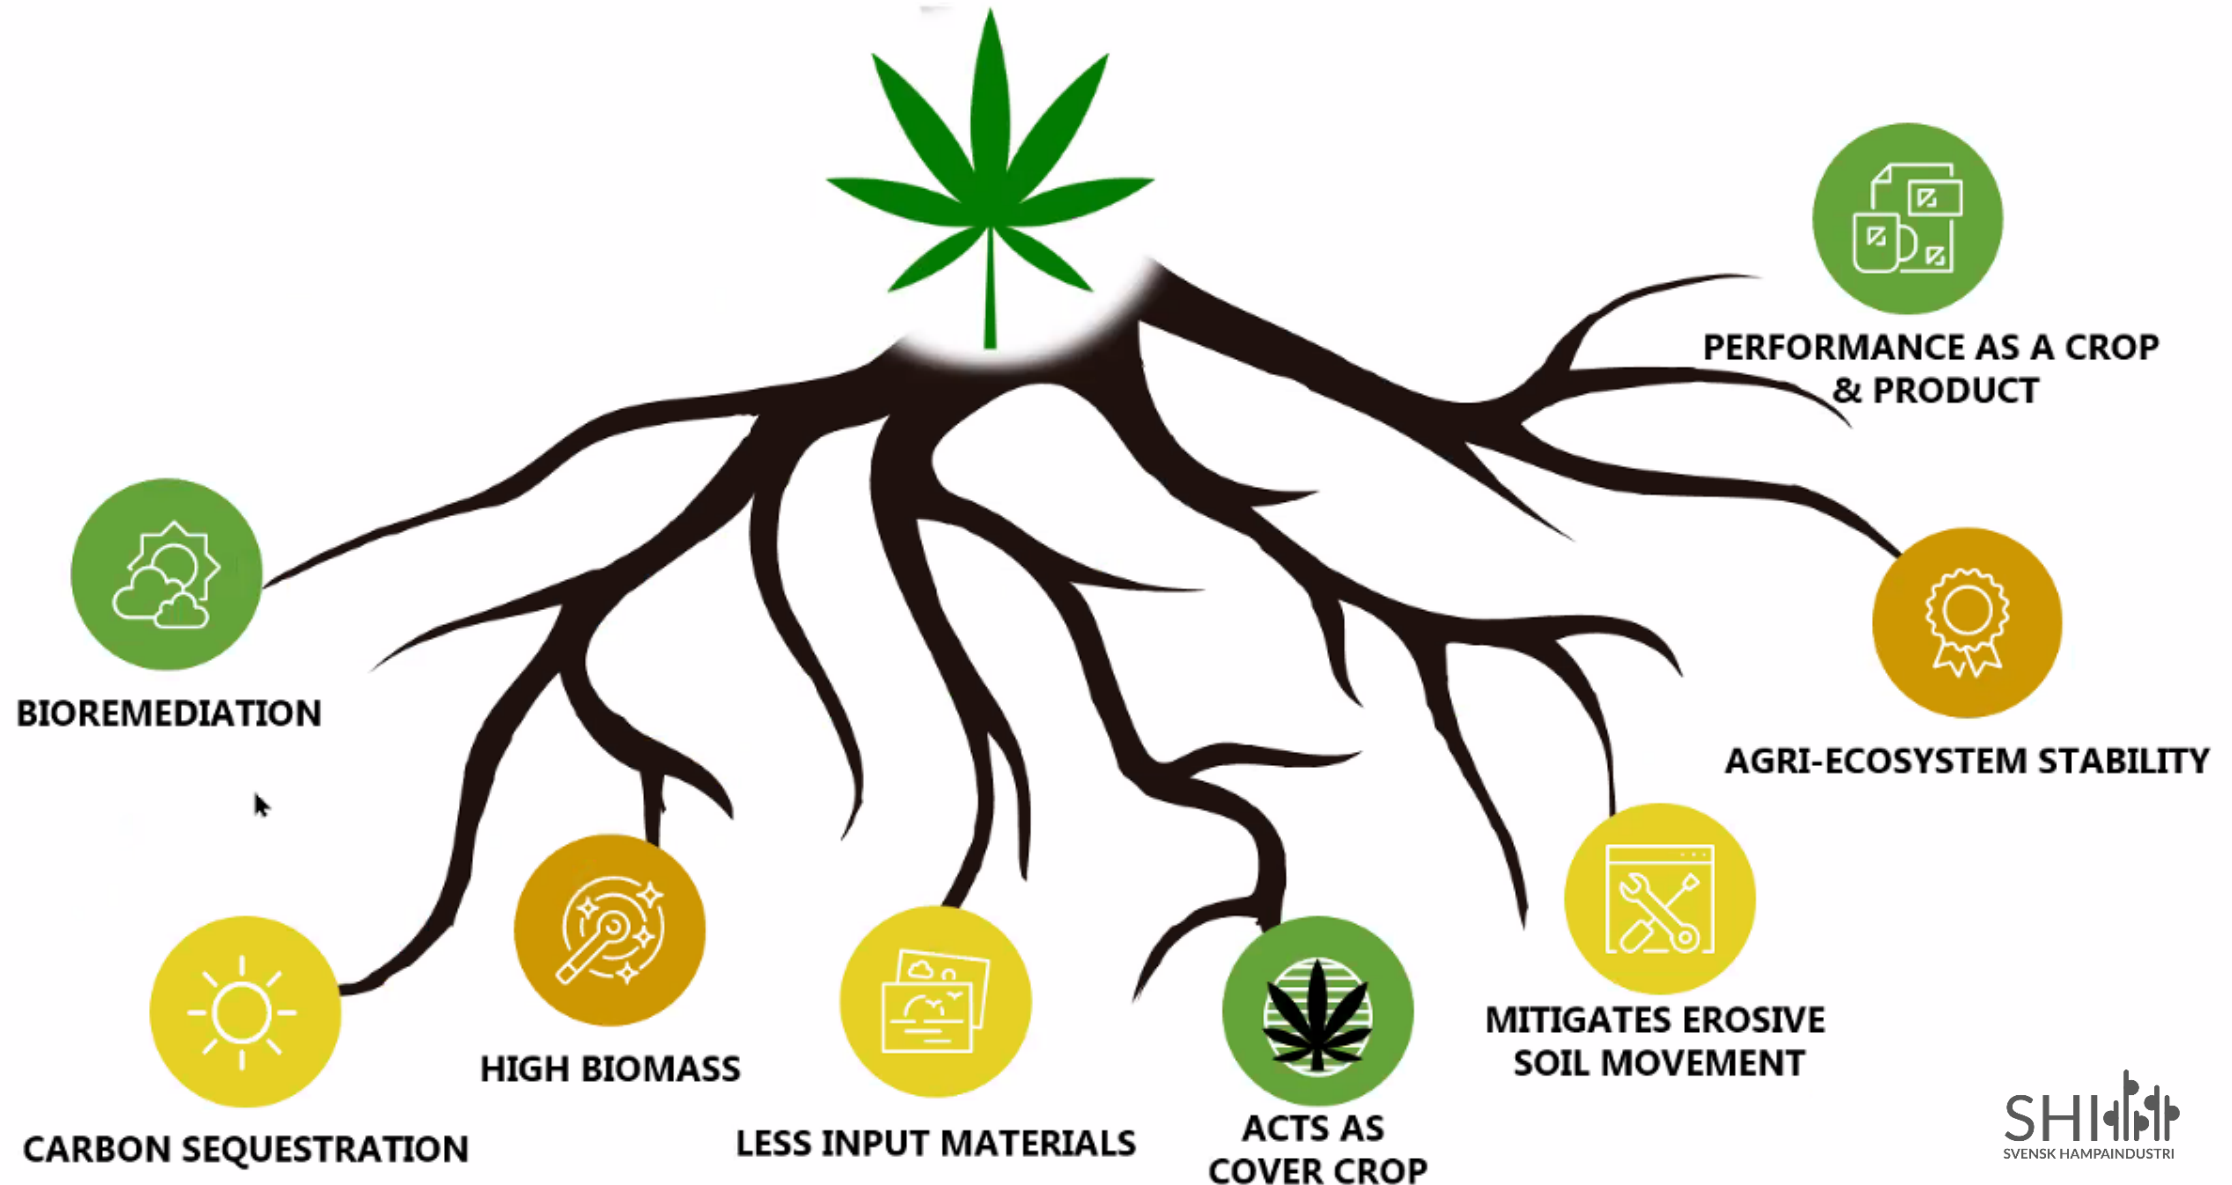 PERFORMANCE AS A CROP
& PRODUCT
BIOREMEDIATION
AGRI-ECOSYSTEM STABILITY
MITIGATES EROSIVE
SOIL MOVEMENT
HIGH BIOMASS
CARBON SEQUESTRATION
LESS INPUT MATERIALS
ACTS AS
COVER CROP
SHI
SVENSK HAMPAINDUSTRI